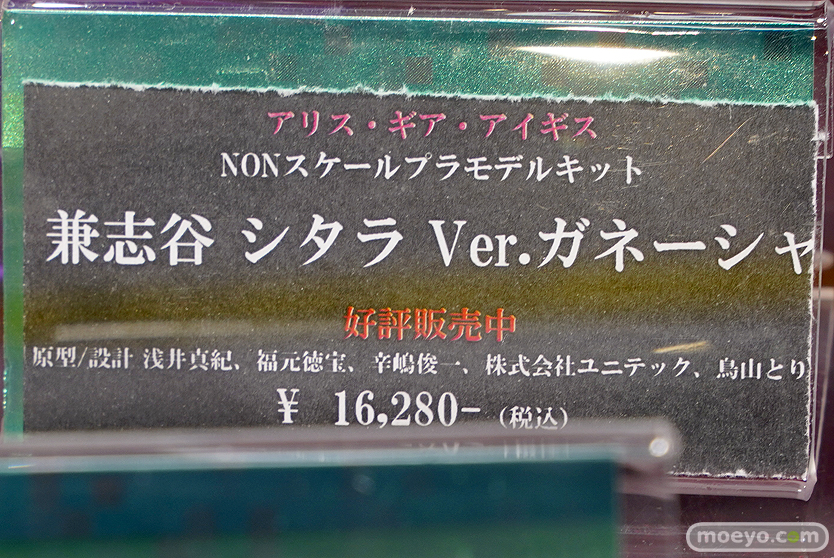 アリス・ギア・アイギス
NONスケールプラモデルキット
兼志谷 シタラ Ver.ガネーシャ
好評販売中
原型/設計 浅井真紀、福元徳宝、辛嶋俊一、株式会社ユニテック、鳥山とり
¥ 16,280- (税込)
moeyo.com